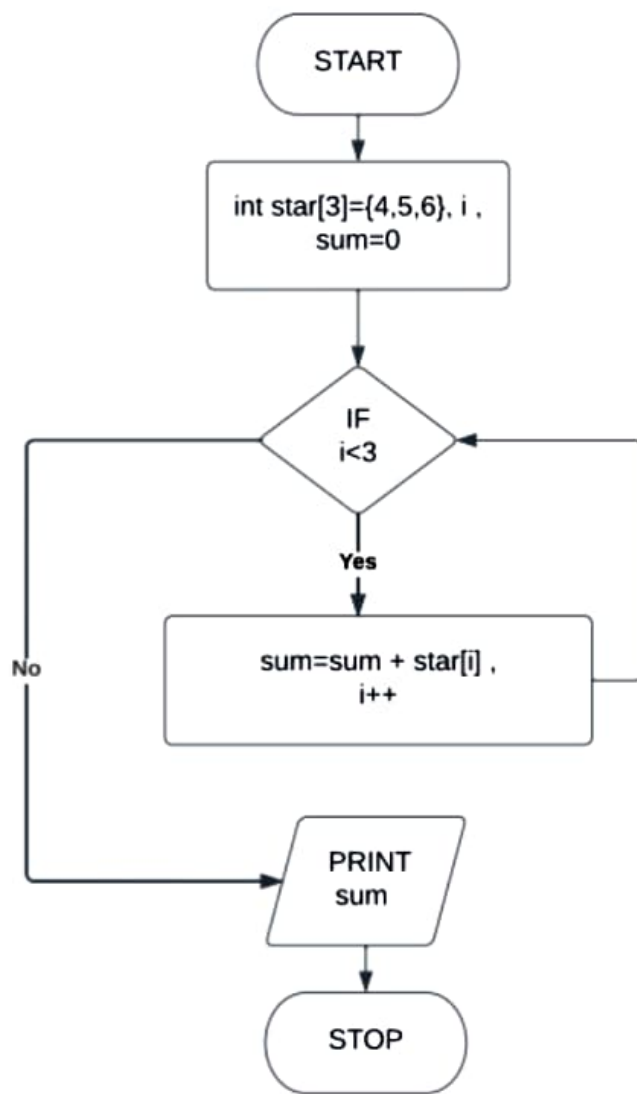 START
int star[3]={4,5,6}, i ,
sum=0
IF
i<3
Yes
sum=sum + star[i] ,
i++
No
PRINT
sum
STOP